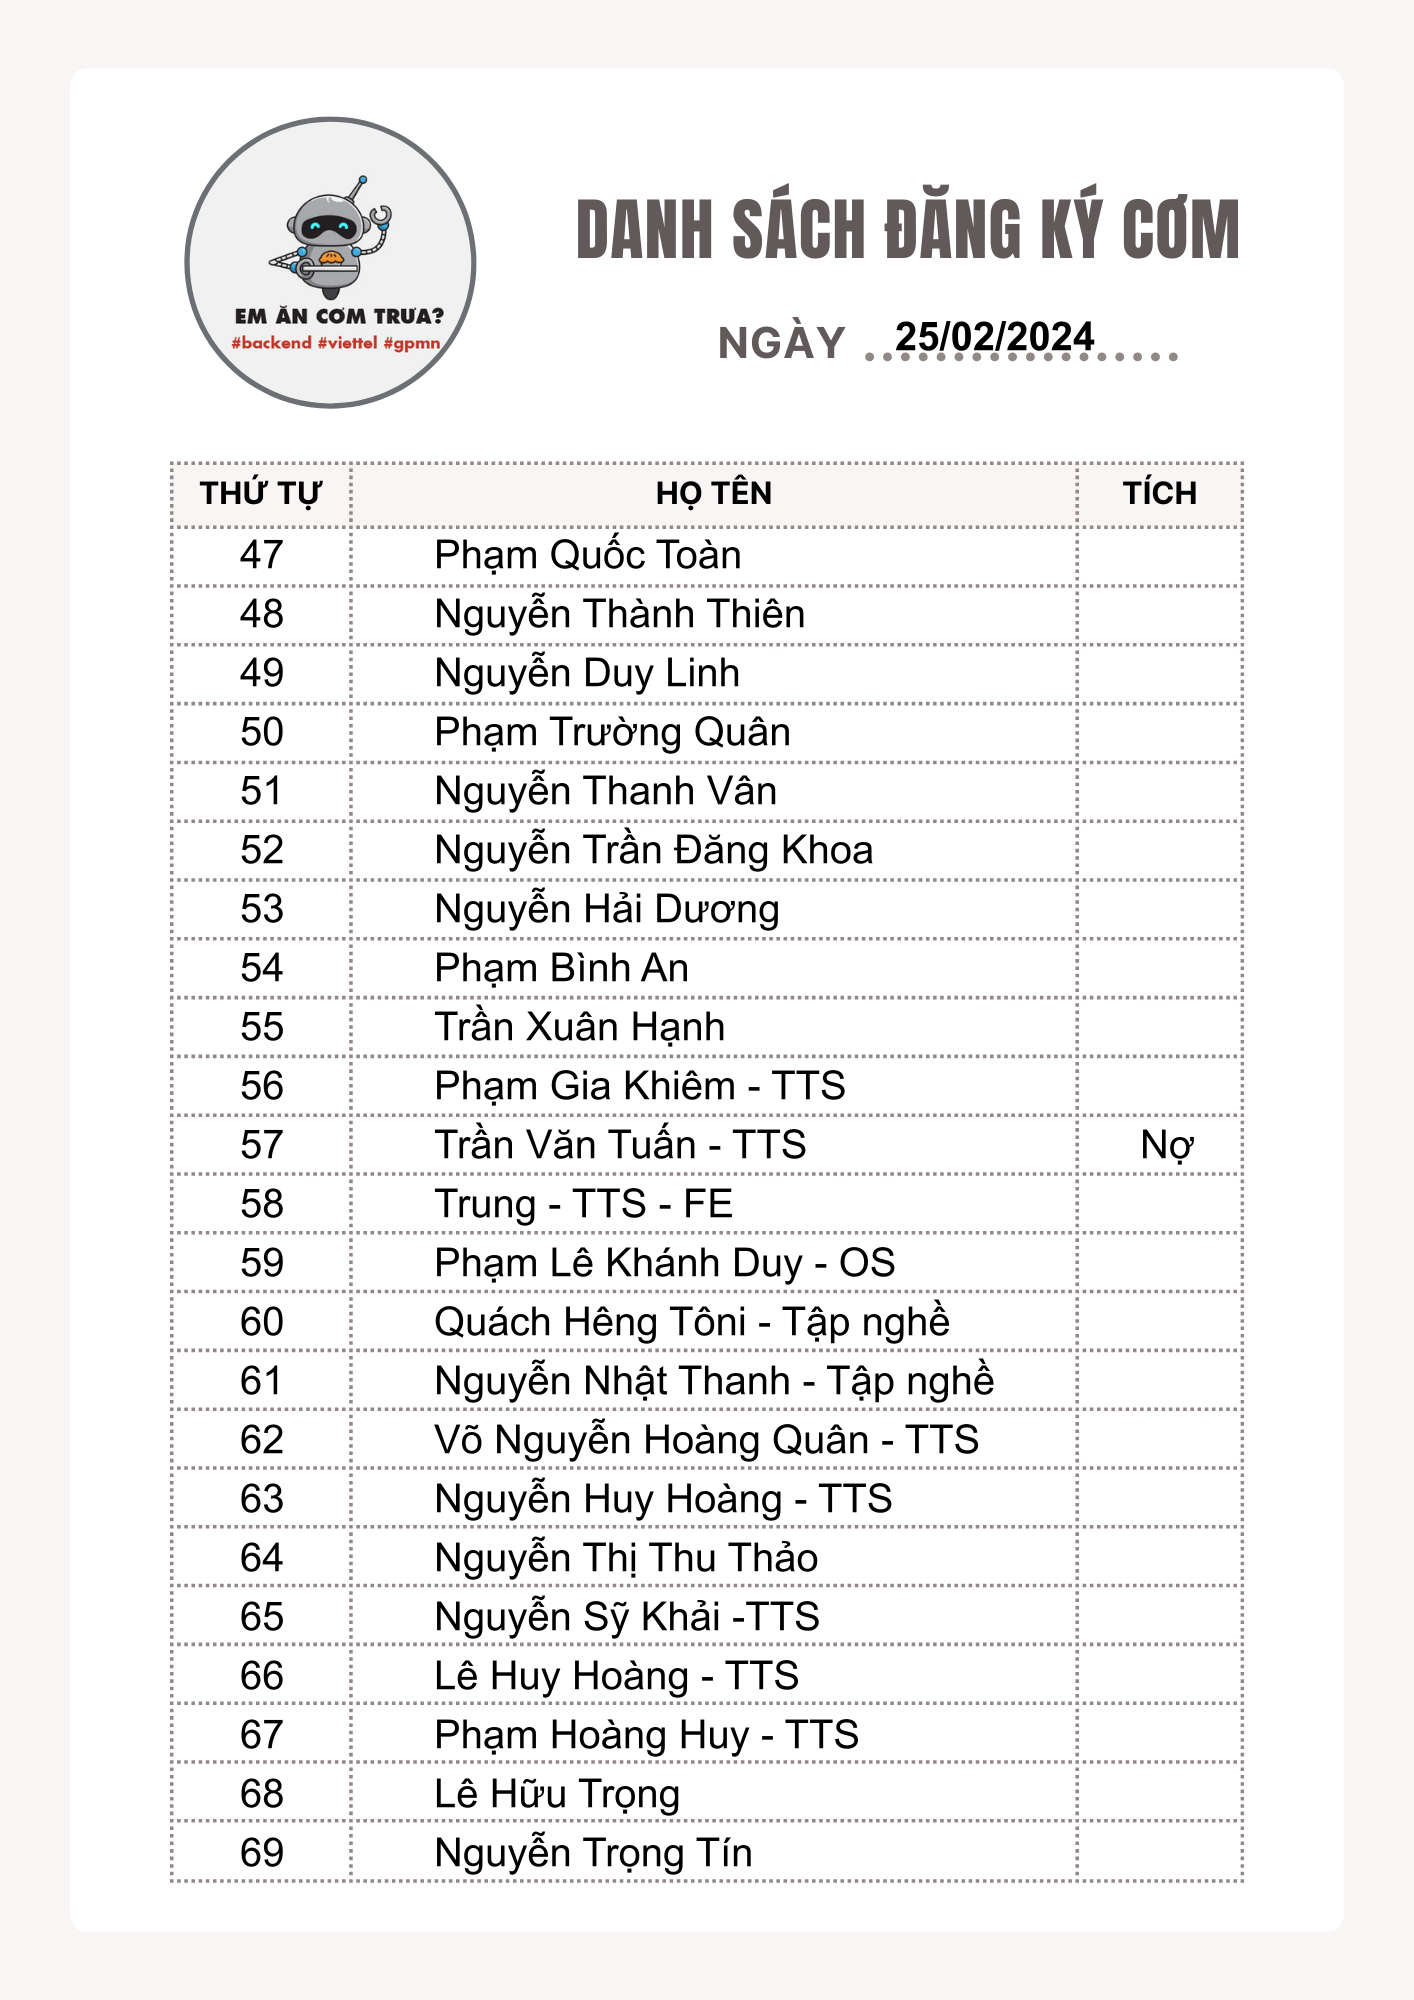 EM ĂN CƠM TRƯA?
#backend #viettel #gpmn
DANH SÁCH ĐĂNG KÝ CƠM
NGÀY 25/02/2024
THỨ TỰ HỌ TÊN TÍCH
47 Phạm Quốc Toàn
48 Nguyễn Thành Thiên
49 Nguyễn Duy Linh
50 Phạm Trường Quân
51 Nguyễn Thanh Vân
52 Nguyễn Trần Đăng Khoa
53 Nguyễn Hải Dương
54 Phạm Bình An
55 Trần Xuân Hạnh
56 Phạm Gia Khiêm - TTS
57 Trần Văn Tuấn - TTS Nợ
58 Trung - TTS - FE
59 Phạm Lê Khánh Duy - OS
60 Quách Hêng Tôni - Tập nghề
61 Nguyễn Nhật Thanh - Tập nghề
62 Võ Nguyễn Hoàng Quân - TTS
63 Nguyễn Huy Hoàng - TTS
64 Nguyễn Thị Thu Thảo
65 Nguyễn Sỹ Khải -TTS
66 Lê Huy Hoàng - TTS
67 Phạm Hoàng Huy - TTS
68 Lê Hữu Trọng
69 Nguyễn Trọng Tín